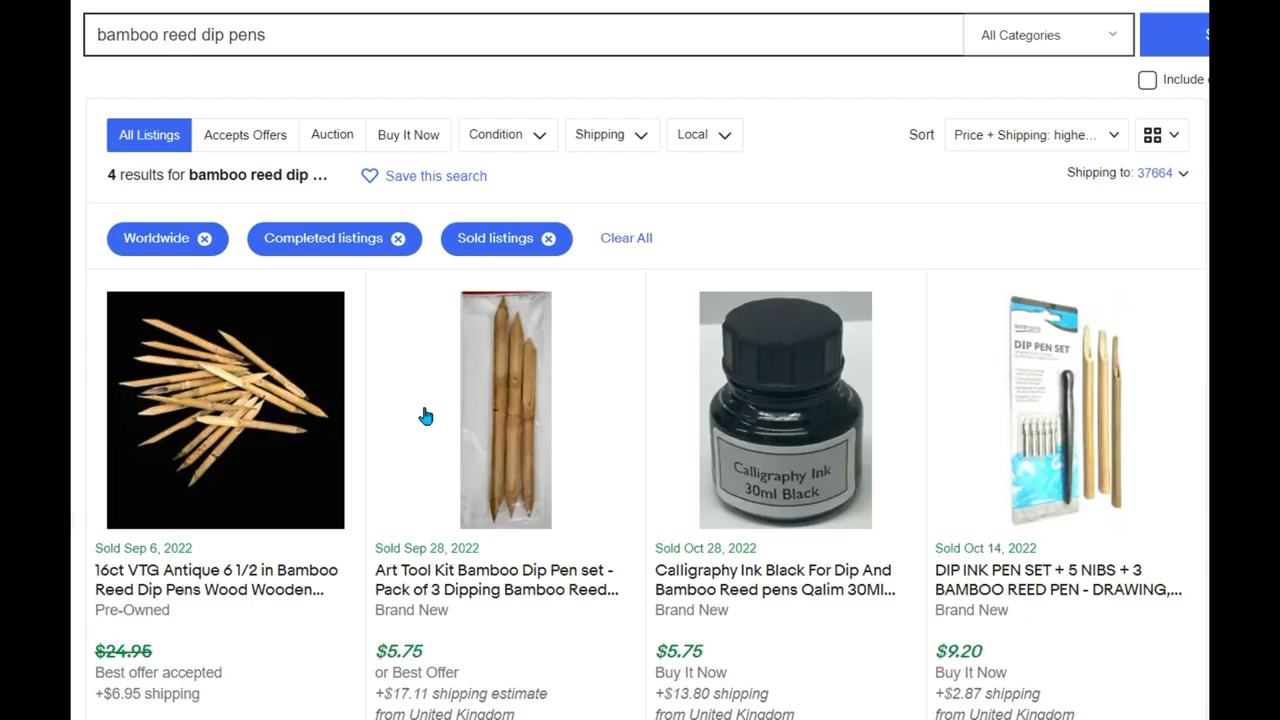 bamboo reed dip pens
All Categories
Include
All Listings
Accepts Offers
Auction
Buy It Now
Condition
Shipping
Local
Sort
Price + Shipping: highe...
4 results for bamboo reed dip ...
Save this search
Shipping to: 37664
Worldwide
Completed listings
Sold listings
Clear All
DIP PEN SET
Calligraphy Ink
30ml Black
Sold Sep 6, 2022
16ct VTG Antique 6 1/2 in Bamboo
Reed Dip Pens Wood Wooden...
Pre-Owned
$24.95
Best offer accepted
+$6.95 shipping
Sold Sep 28, 2022
Art Tool Kit Bamboo Dip Pen set -
Pack of 3 Dipping Bamboo Reed...
Brand New
$5.75
or Best Offer
+$17.11 shipping estimate
from United Kingdom
Sold Oct 28, 2022
Calligraphy Ink Black For Dip And
Bamboo Reed pens Qalim 30Ml...
Brand New
$5.75
Buy It Now
+$13.80 shipping
from United Kingdom
Sold Oct 14, 2022
DIP INK PEN SET + 5 NIBS + 3
BAMBOO REED PEN - DRAWING,...
Brand New
$9.20
Buy It Now
+$2.87 shipping
from United Kingdom